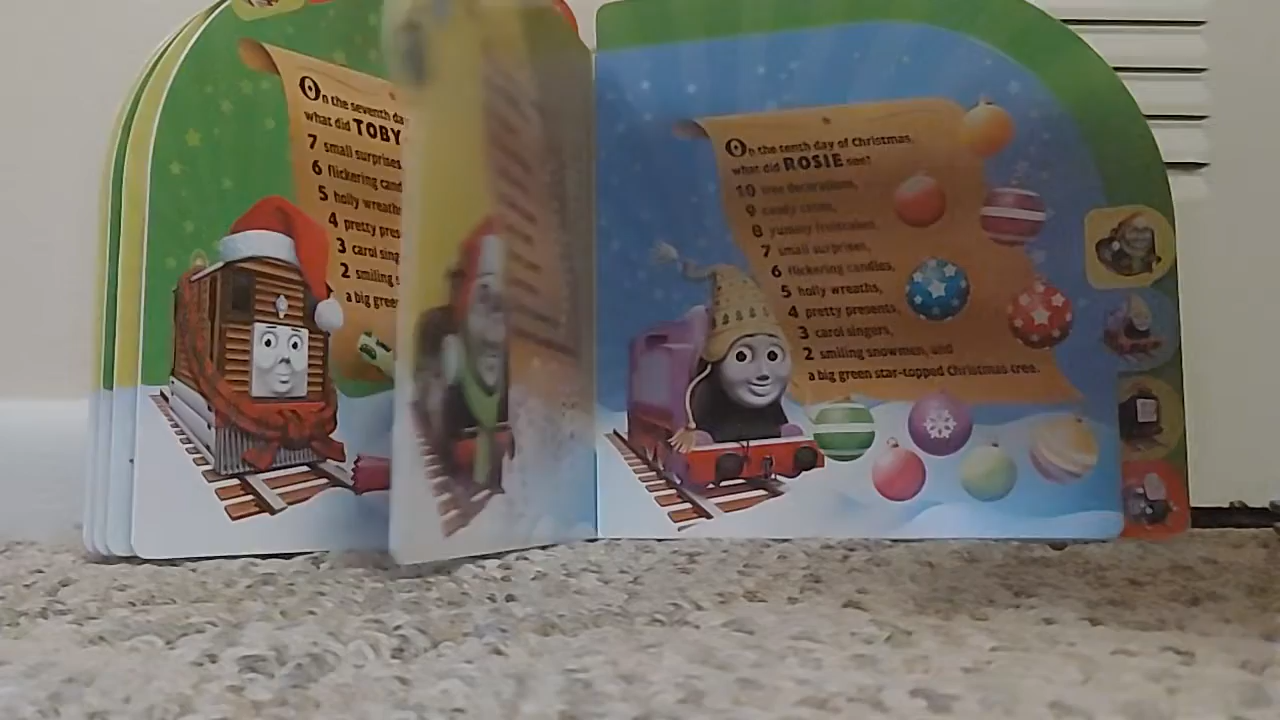 On the seventh da
what did TOBY
7 small surprises
6 flickering cand
5 holly wreath
4 pretty pres
3 carol sing
2 smiling s
a big gree
On the tenth day of Christmas,
what did ROSIE see?
10 tree decorations,
9 candy canes,
8 yummy fruitcakes,
7 small surprises,
6 flickering candles,
5 holly wreaths,
4 pretty presents,
3 carol singers,
2 smiling snowmen, and
a big green star-topped Christmas tree.